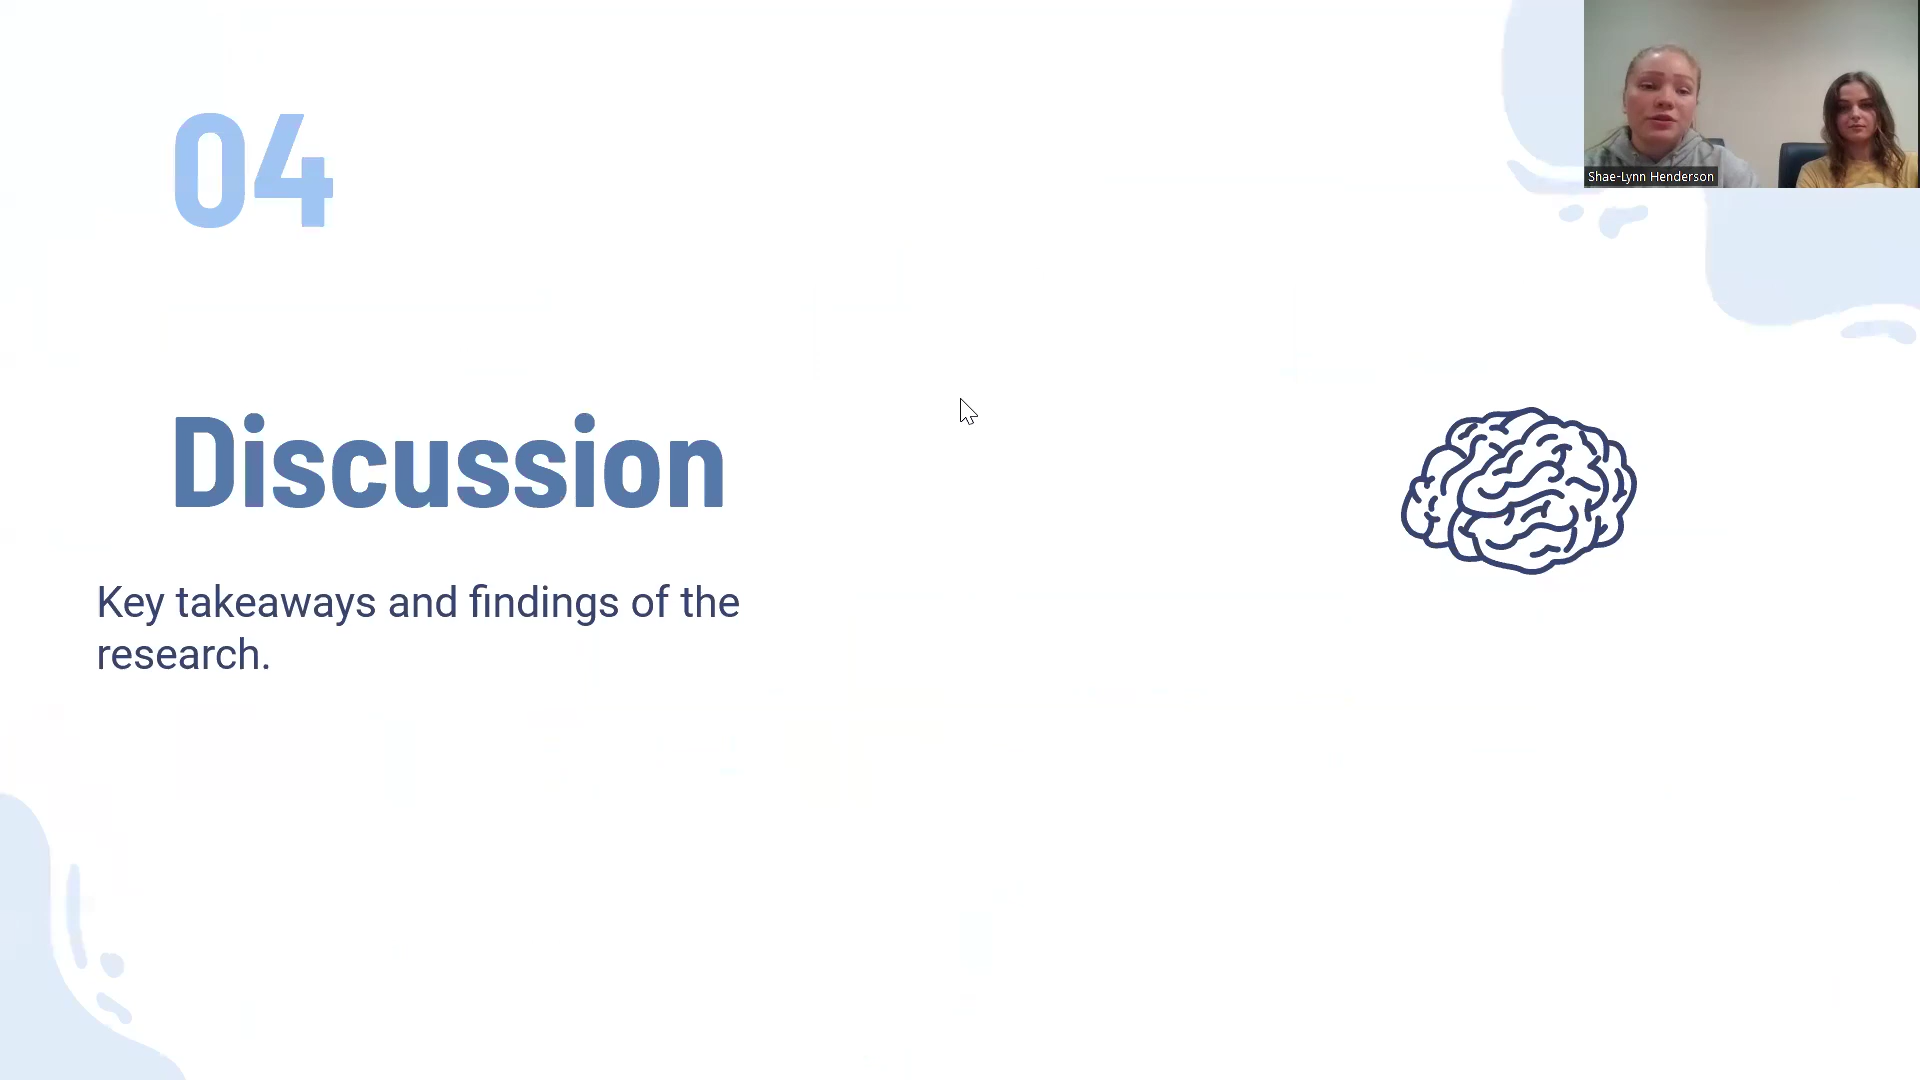 04
Shae-Lynn Henderson
Discussion
Key takeaways and findings of the
research.